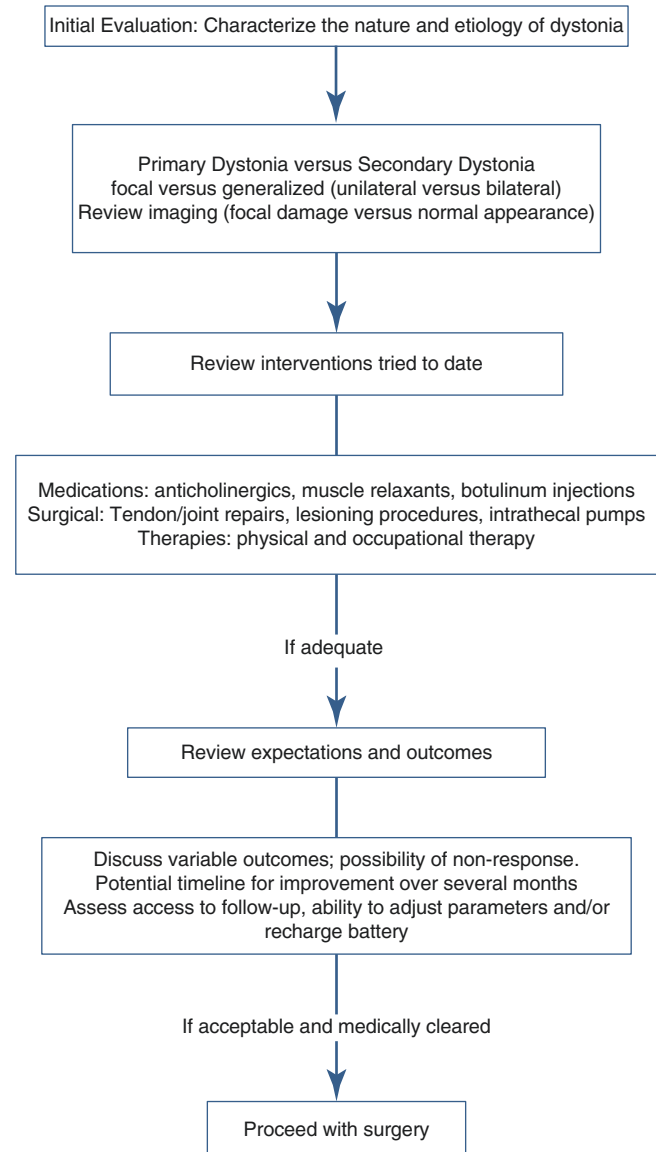 Initial Evaluation: Characterize the nature and etiology of dystonia
Primary Dystonia versus Secondary Dystonia
focal versus generalized (unilateral versus bilateral)
Review imaging (focal damage versus normal appearance)
Review interventions tried to date
Medications: anticholinergics, muscle relaxants, botulinum injections
Surgical: Tendon/joint repairs, lesioning procedures, intrathecal pumps
Therapies: physical and occupational therapy
If adequate
Review expectations and outcomes
Discuss variable outcomes; possibility of non-response.
Potential timeline for improvement over several months
Assess access to follow-up, ability to adjust parameters and/or
recharge battery
If acceptable and medically cleared
Proceed with surgery